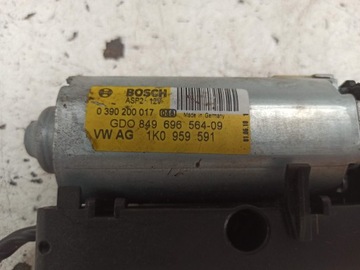 BOSCH
ASP2 12V
0 390 200 017 Made in Germany
GDO 849 696 564-09
VW AG 1K0 959 591